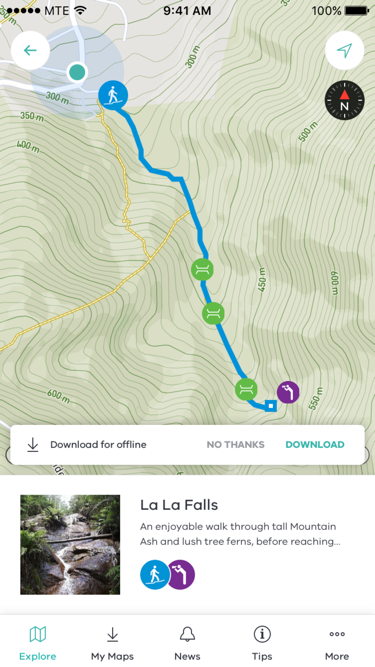 MTE 9:41 AM 100%
300 m
300 m
350 m
400 m
500 m
N
450 m
600 m
600 m
550 m
Download for offline NO THANKS DOWNLOAD
La La Falls
An enjoyable walk through tall Mountain
Ash and lush tree ferns, before reaching...
Explore My Maps News Tips More